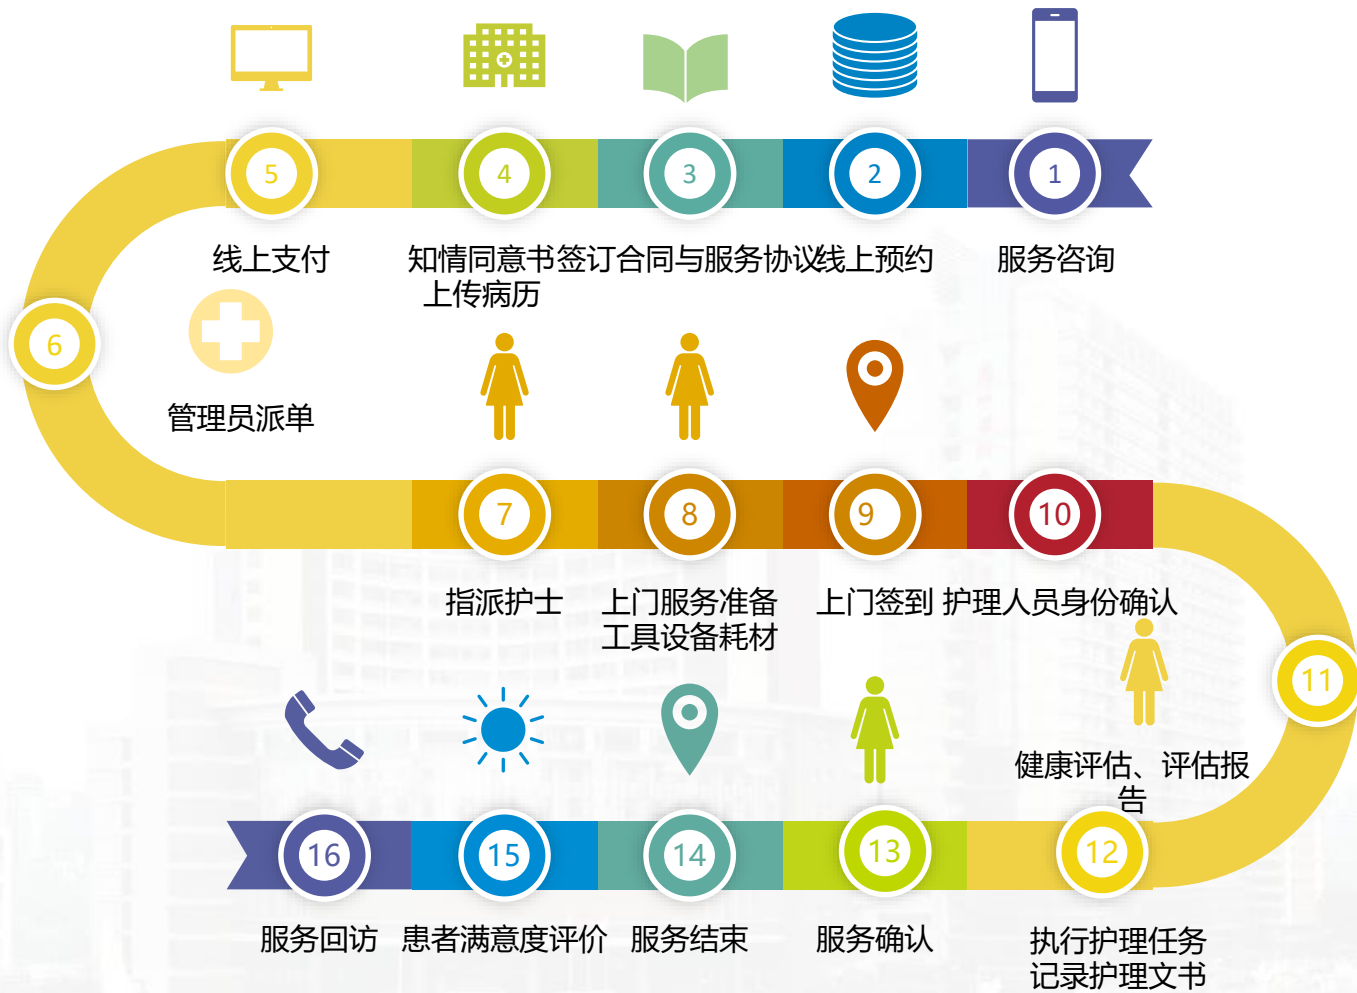 5
4
3
2
1
线上支付
知情同意书
上传病历
签订合同与服务协议
线上预约
服务咨询
6
管理员派单
7
8
9
10
指派护士
上门服务准备
工具设备耗材
上门签到
护理人员身份确认
11
健康评估、评估报
告
16
15
14
13
12
服务回访
患者满意度评价
服务结束
服务确认
执行护理任务
记录护理文书